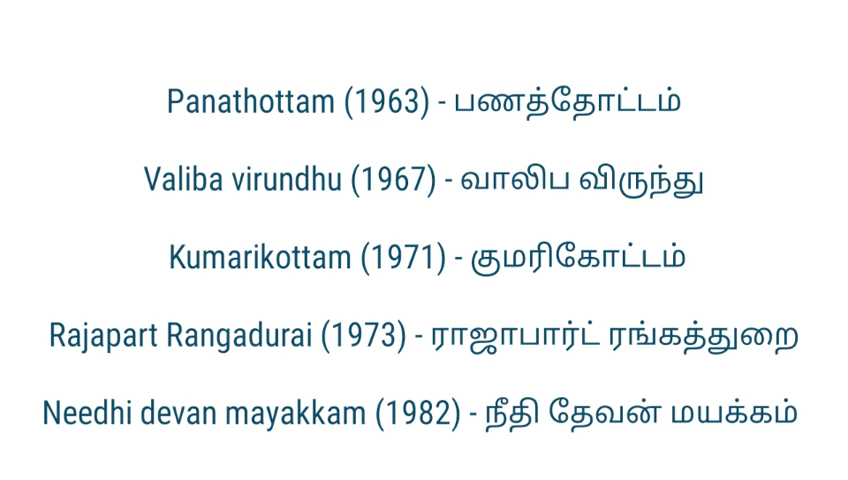 Panathottam (1963) - பணத்தோட்டம்
Valiba virundhu (1967) - வாலிப விருந்து
Kumarikottam (1971) - குமரிகோட்டம்
Rajapart Rangadurai (1973) - ராஜாபார்ட் ரங்கத்துறை
Needhi devan mayakkam (1982) - நீதி தேவன் மயக்கம்